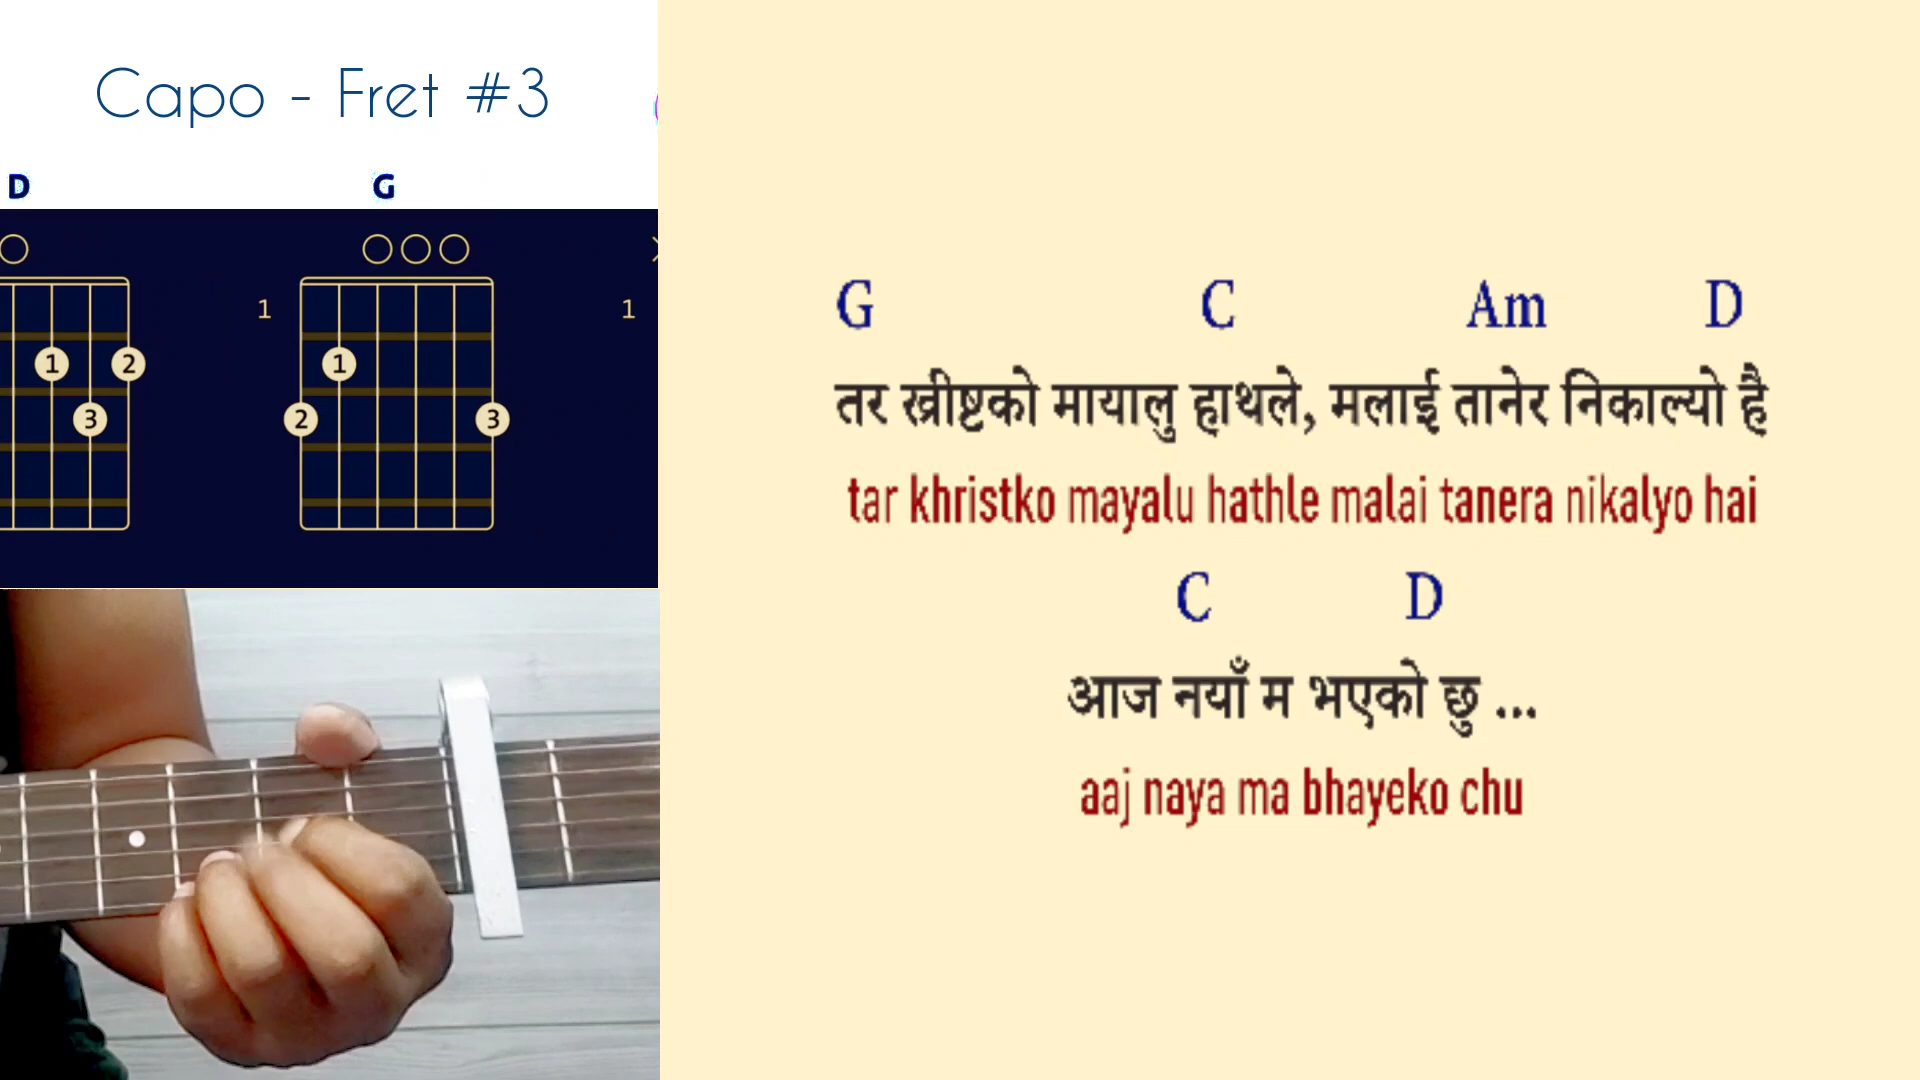 Capo - Fret #3
D G
1 1
1 2 1
3 2 3
G C Am D
तर ख्रीष्टको मायालु हाथले, मलाई तानेर निकाल्यो है
tar khristko mayalu hathle malai tanera nikalyo hai
C D
आज नयाँ म भएको छु ...
aaj naya ma bhayeko chu